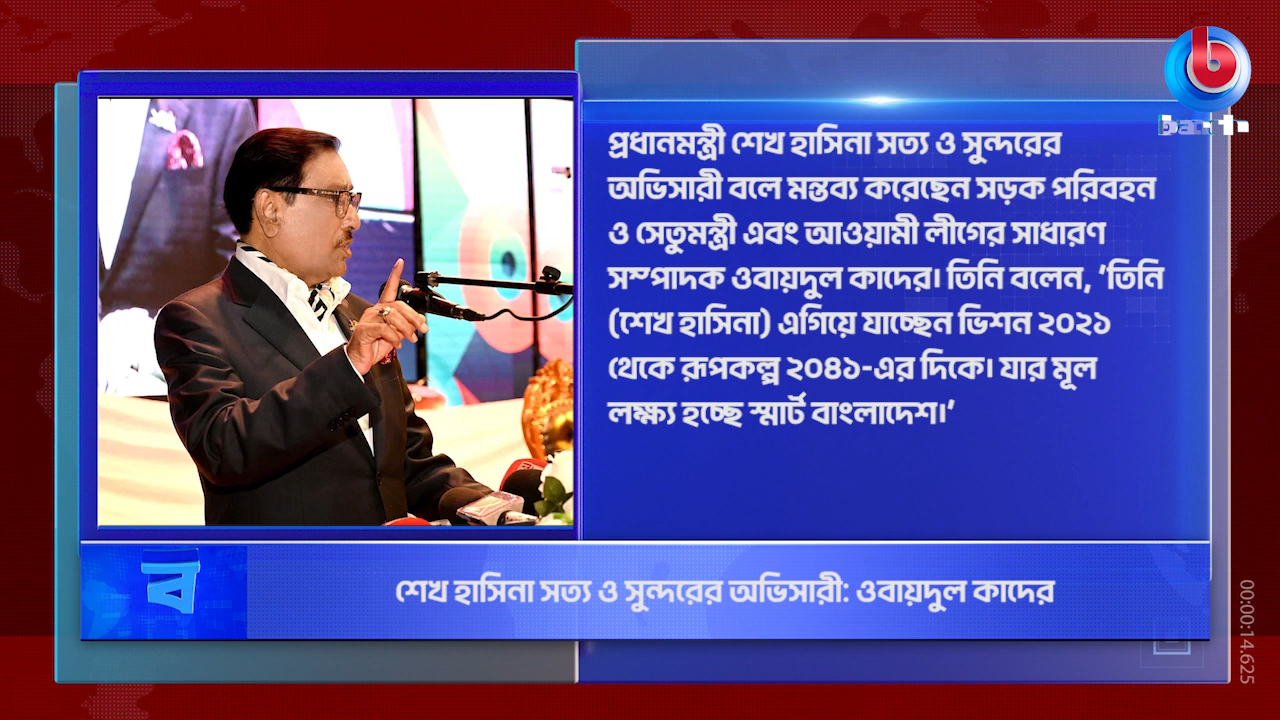 প্রধানমন্ত্রী শেখ হাসিনা সত্য ও সুন্দরের
অভিসারী বলে মন্তব্য করেছেন সড়ক পরিবহন
ও সেতুমন্ত্রী এবং আওয়ামী লীগের সাধারণ
সম্পাদক ওবায়দুল কাদের। তিনি বলেন, ‘তিনি
(শেখ হাসিনা) এগিয়ে যাচ্ছেন ভিশন ২০২১
থেকে রূপকল্প ২০৪১-এর দিকে। যার মূল
লক্ষ্য হচ্ছে স্মার্ট বাংলাদেশ।’
ব
শেখ হাসিনা সত্য ও সুন্দরের অভিসারী: ওবায়দুল কাদের
00:00:14.625